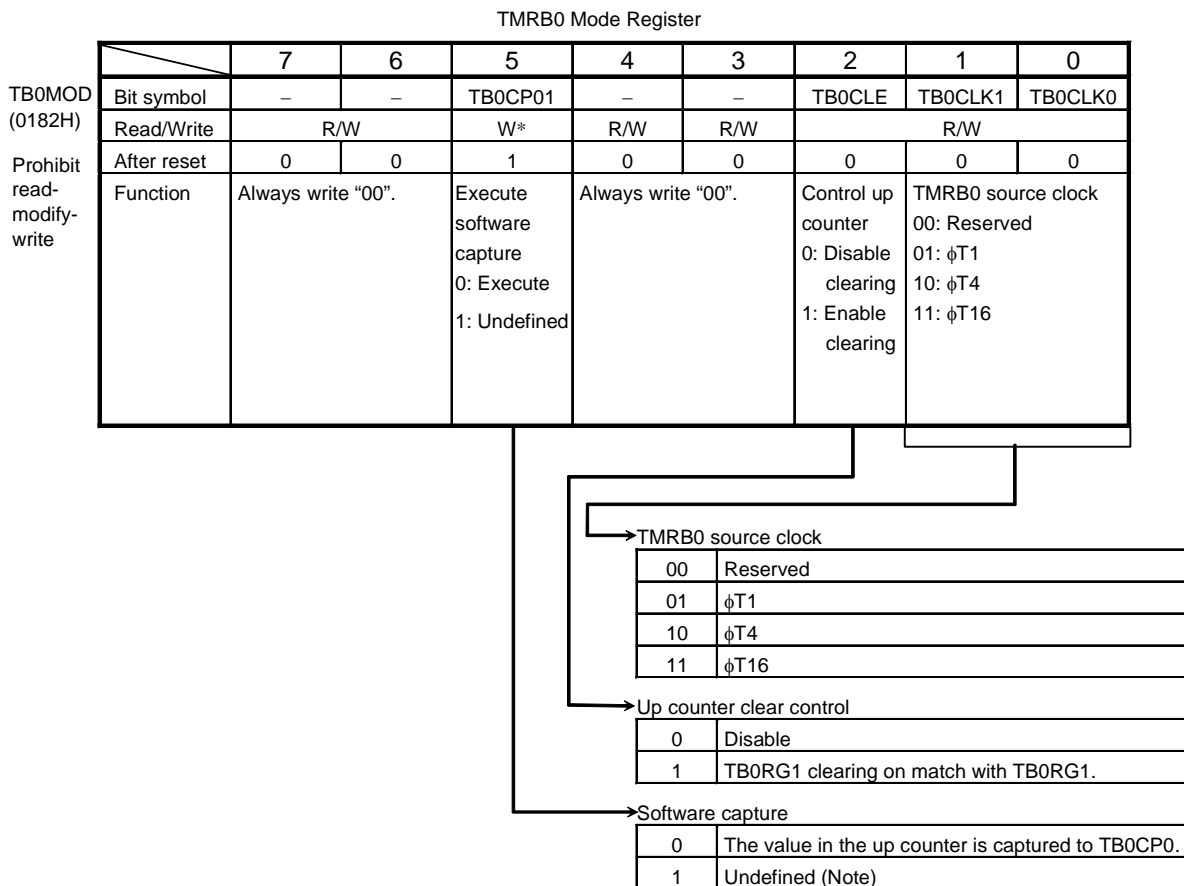 TMRB0 Mode Register
7 6 5 4 3 2 1 0
TB0MOD
(0182H)
Prohibit
read-
modify-
write
Bit symbol − − TB0CP01 − − TB0CLE TB0CLK1 TB0CLK0
Read/Write R/W W* R/W R/W R/W
After reset 0 0 1 0 0 0 0 0
Function
Always write “00”.
Execute
software
capture
0: Execute
1: Undefined
Always write “00”.
Control up
counter
0: Disable
clearing
1: Enable
clearing
TMRB0 source clock
00: Reserved
01: ϕT1
10: ϕT4
11: ϕT16
TMRB0 source clock
00 Reserved
01 ϕT1
10 ϕT4
11 ϕT16
Up counter clear control
0 Disable
1 TB0RG1 clearing on match with TB0RG1.
Software capture
0 The value in the up counter is captured to TB0CP0.
1 Undefined (Note)